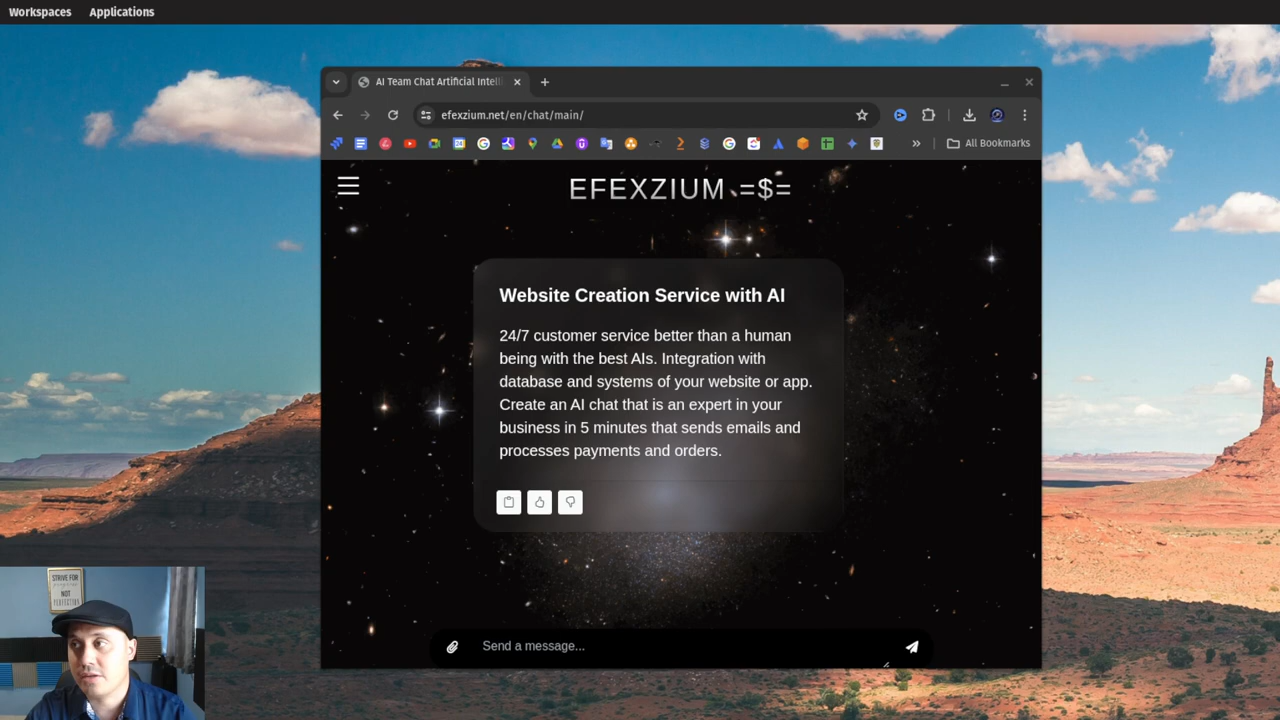 Workspaces Applications
AI Team Chat Artificial Intelli
efexzium.net/en/chat/main/
All Bookmarks
EFEXZIUM =$=
Website Creation Service with AI
24/7 customer service better than a human
being with the best AIs. Integration with
database and systems of your website or app.
Create an AI chat that is an expert in your
business in 5 minutes that sends emails and
processes payments and orders.
Send a message...
STRIVE FOR
NOT